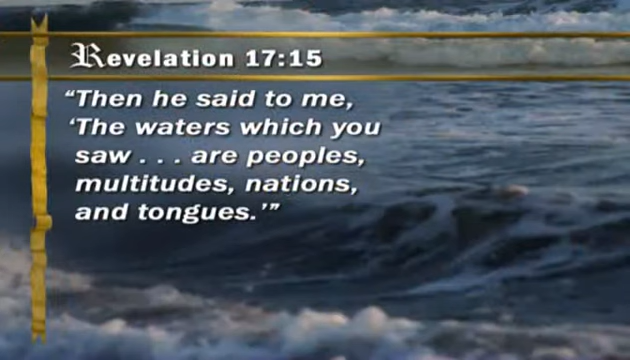 Revelation 17:15
“Then he said to me,
‘The waters which you
saw . . . are peoples,
multitudes, nations,
and tongues.’”